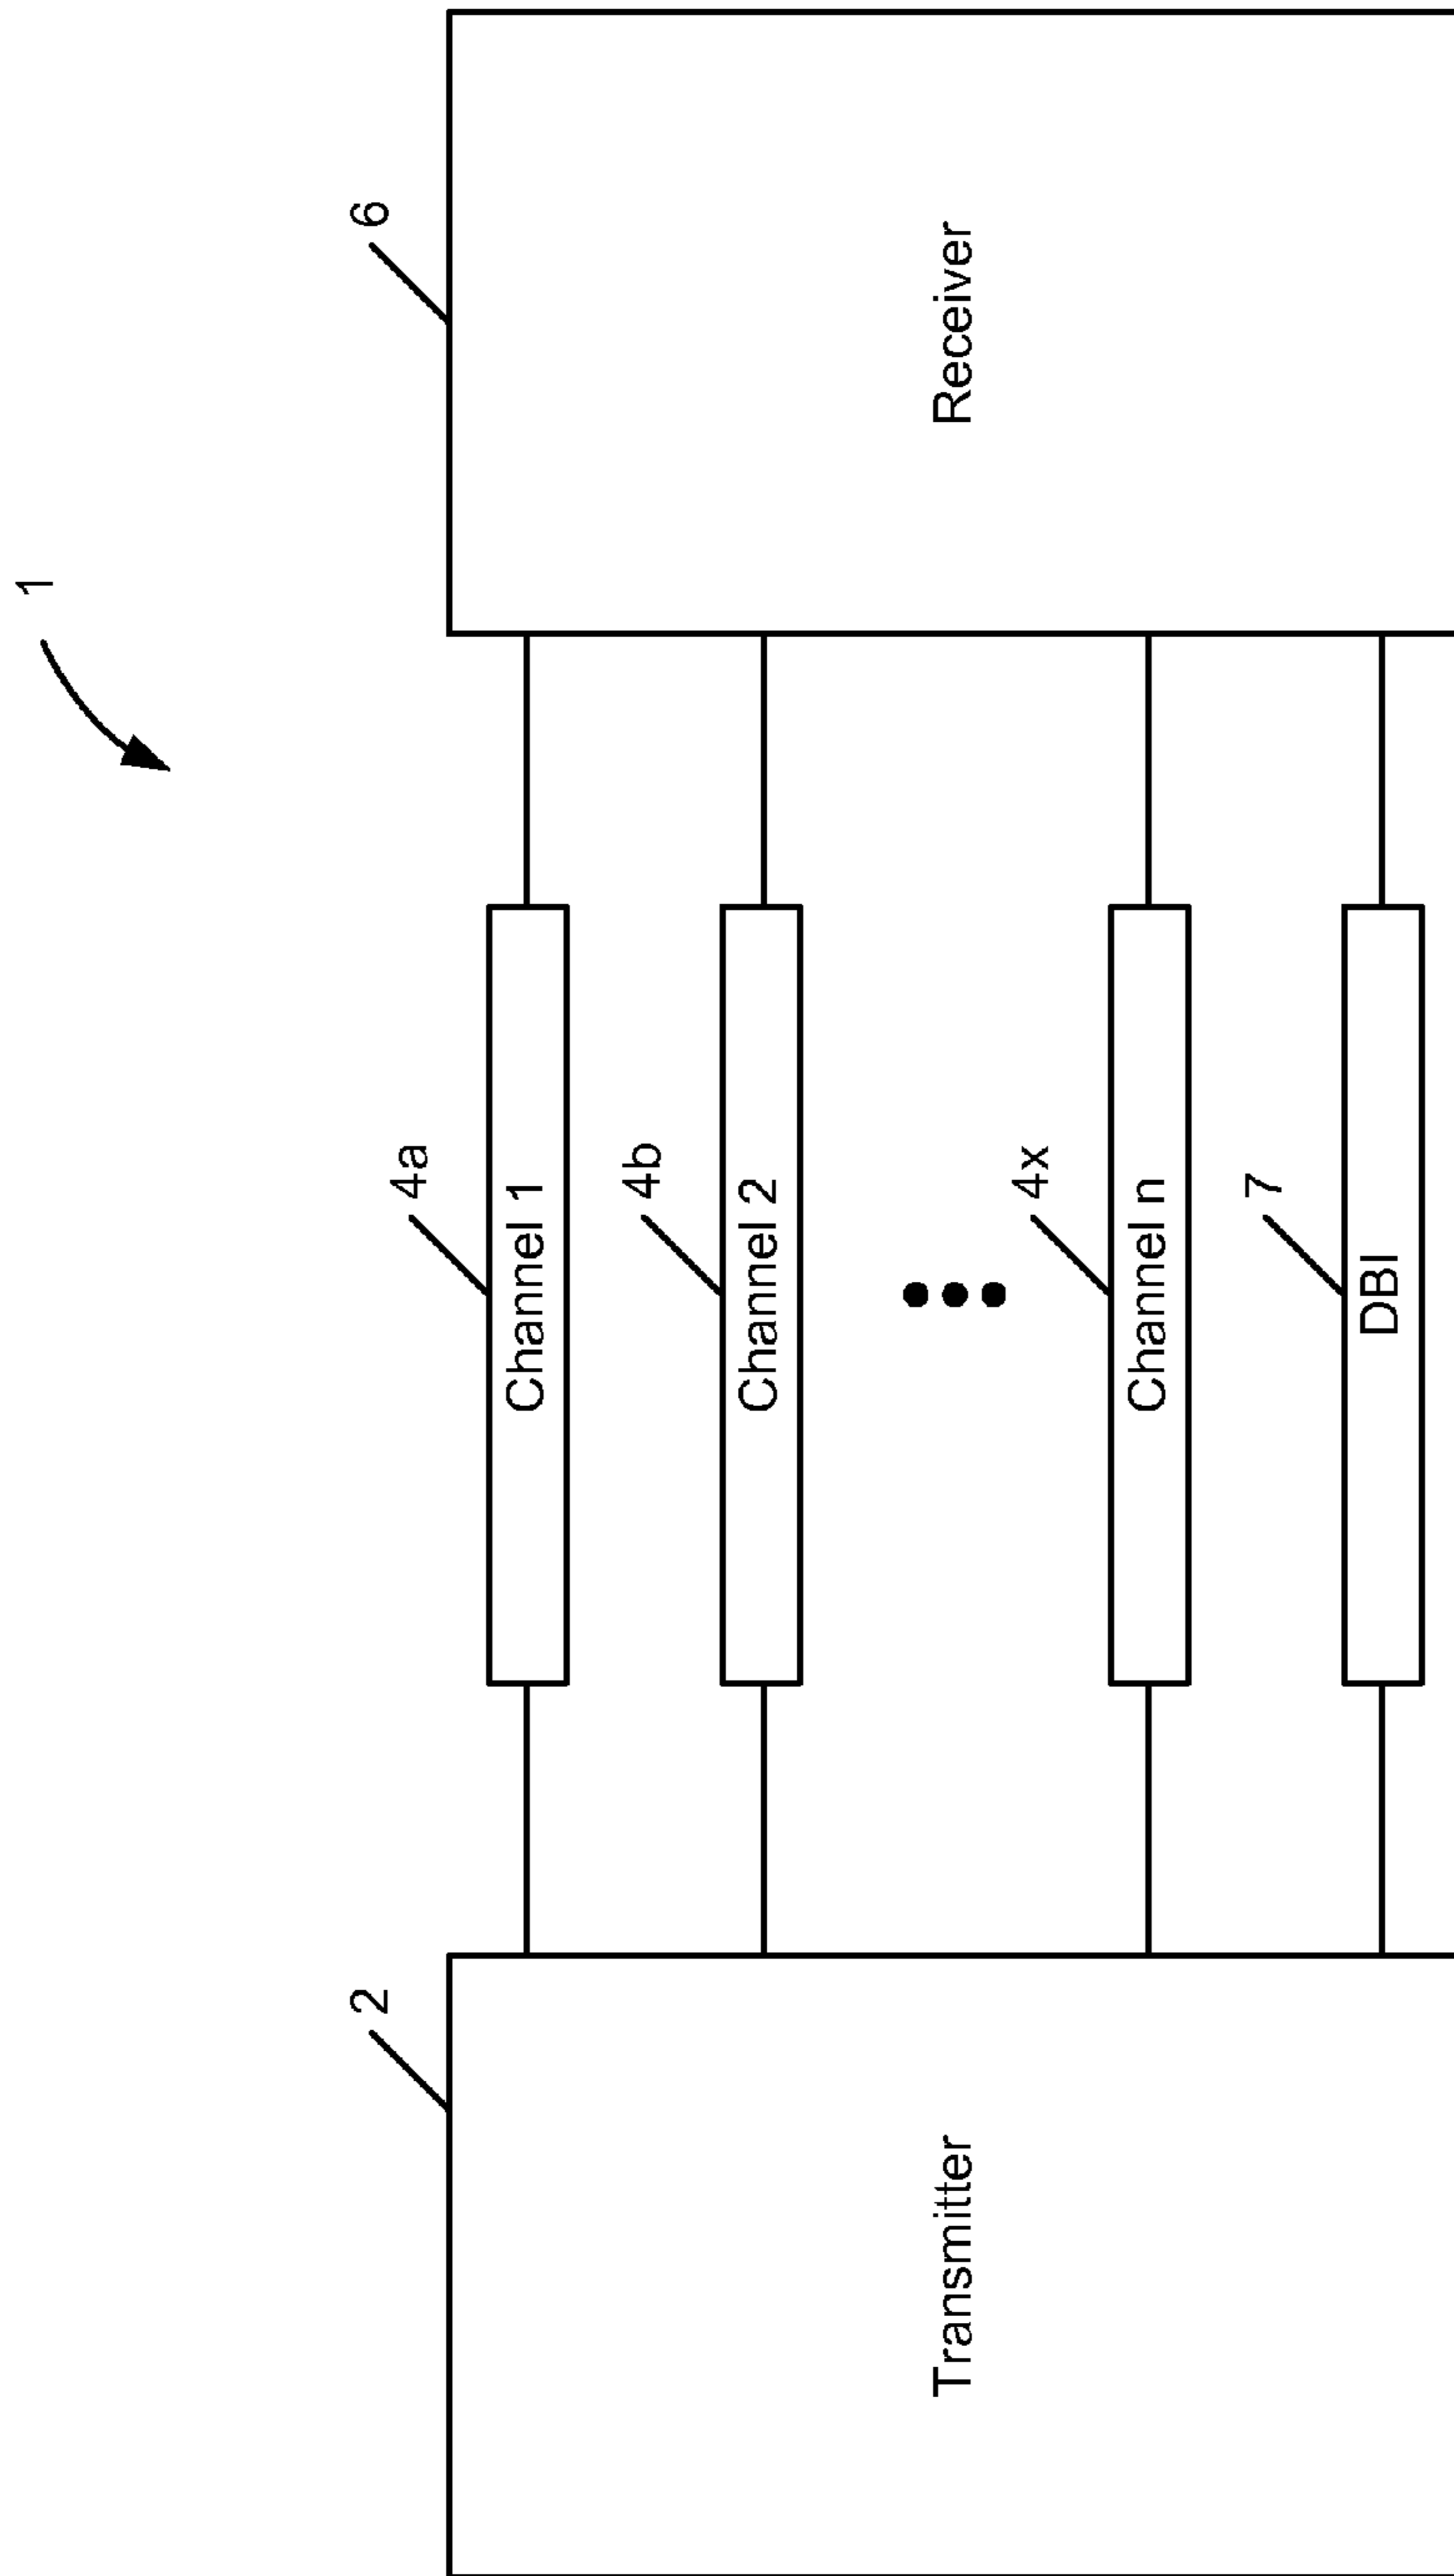 1
2
Transmitter
4a
Channel 1
4b
Channel 2
4x
Channel n
7
DBI
6
Receiver